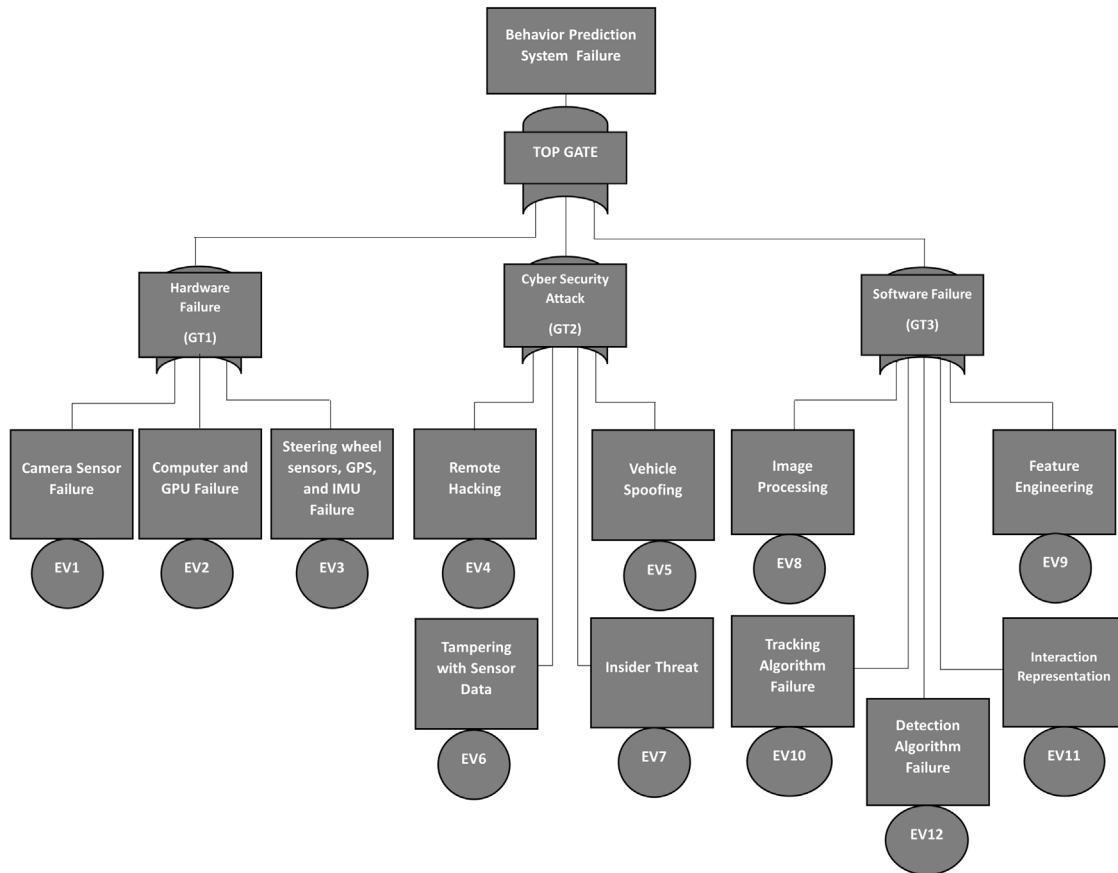 Behavior Prediction
System Failure
TOP GATE
Hardware
Failure
(GT1)
Cyber Security
Attack
(GT2)
Software Failure
(GT3)
Camera Sensor
Failure
Computer and
GPU Failure
Steering wheel
sensors, GPS,
and IMU
Failure
Remote
Hacking
Vehicle
Spoofing
Image
Processing
Feature
Engineering
EV1
EV2
EV3
EV4
EV5
EV8
EV9
Tampering
with Sensor
Data
Insider Threat
Tracking
Algorithm
Failure
Detection
Algorithm
Failure
Interaction
Representation
EV6
EV7
EV10
EV11
EV12